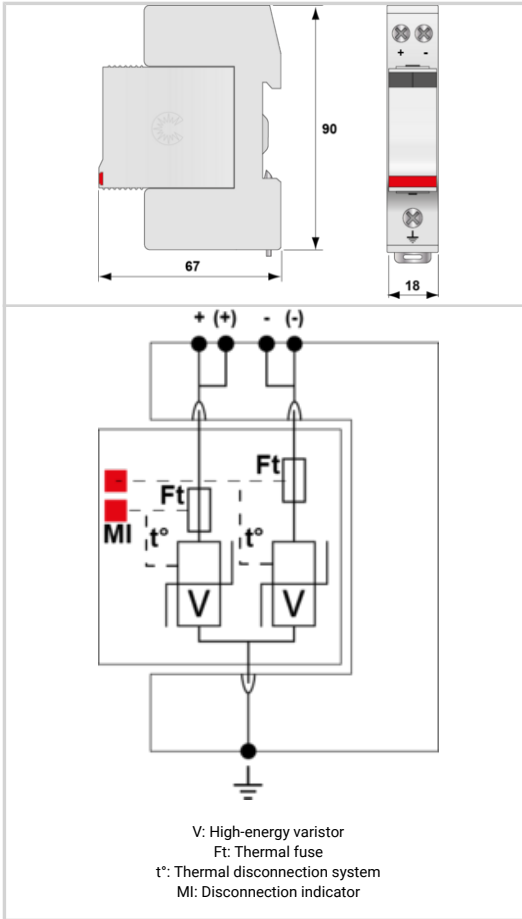 + -
90
67
18
+ (+) - (-)
Ft
-
Ft
MI t° t°
V V
V: High-energy varistor
Ft: Thermal fuse
t°: Thermal disconnection system
MI: Disconnection indicator